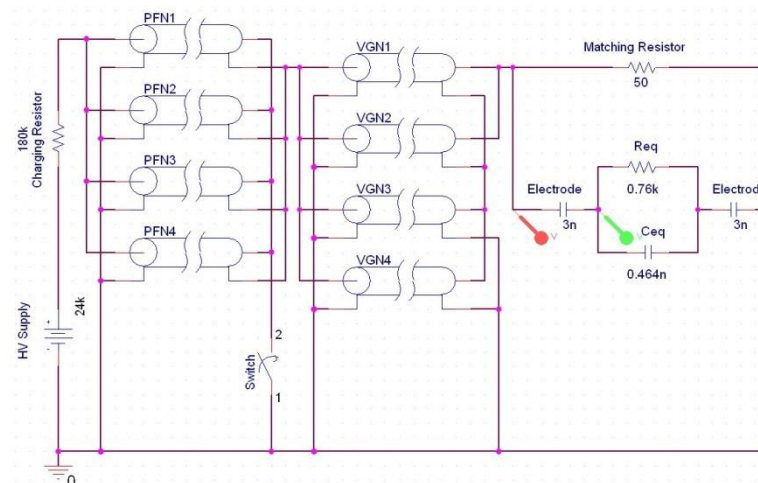 PFN1
PFN2
PFN3
PFN4
180k
Charging Resistor
24k
HV Supply
0
2
Switch
1
VGN1
VGN2
VGN3
VGN4
Matching Resistor
50
Req
0.76k
Electrode
3n
V
V
Ceq
0.464n
3n